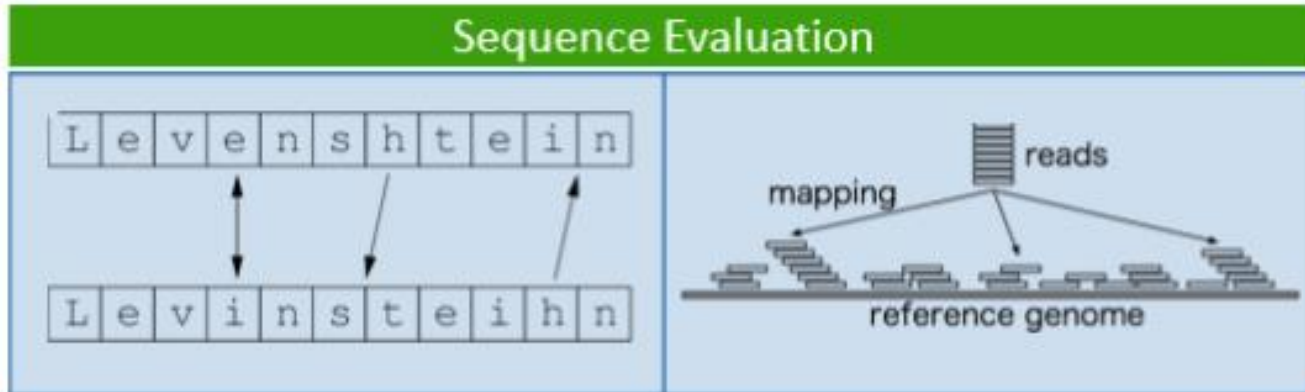 Sequence Evaluation
L e v e n s h t e i n
L e v i n s t e i h n
reads
mapping
reference genome